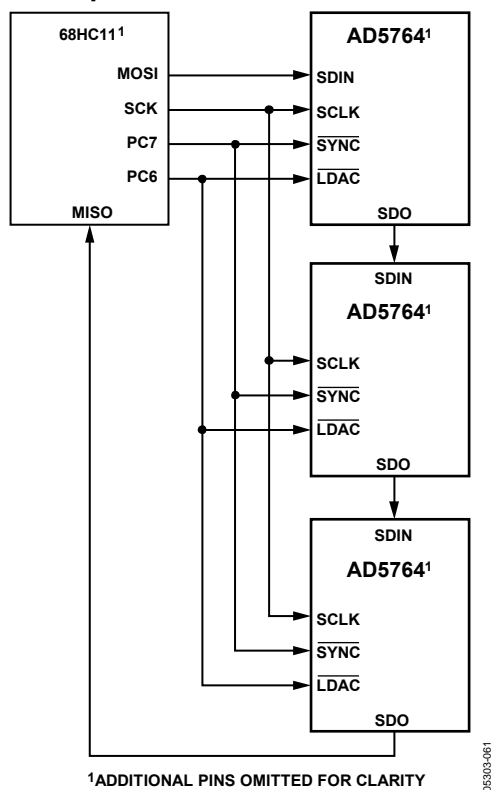 68HC11¹
MOSI
SCK
PC7
PC6
MISO
AD5764¹
SDIN
SCLK
SYNC
LDAC
SDO
SDIN
AD5764¹
SCLK
SYNC
LDAC
SDO
SDIN
AD5764¹
SCLK
SYNC
LDAC
SDO
¹ADDITIONAL PINS OMITTED FOR CLARITY
05303-061